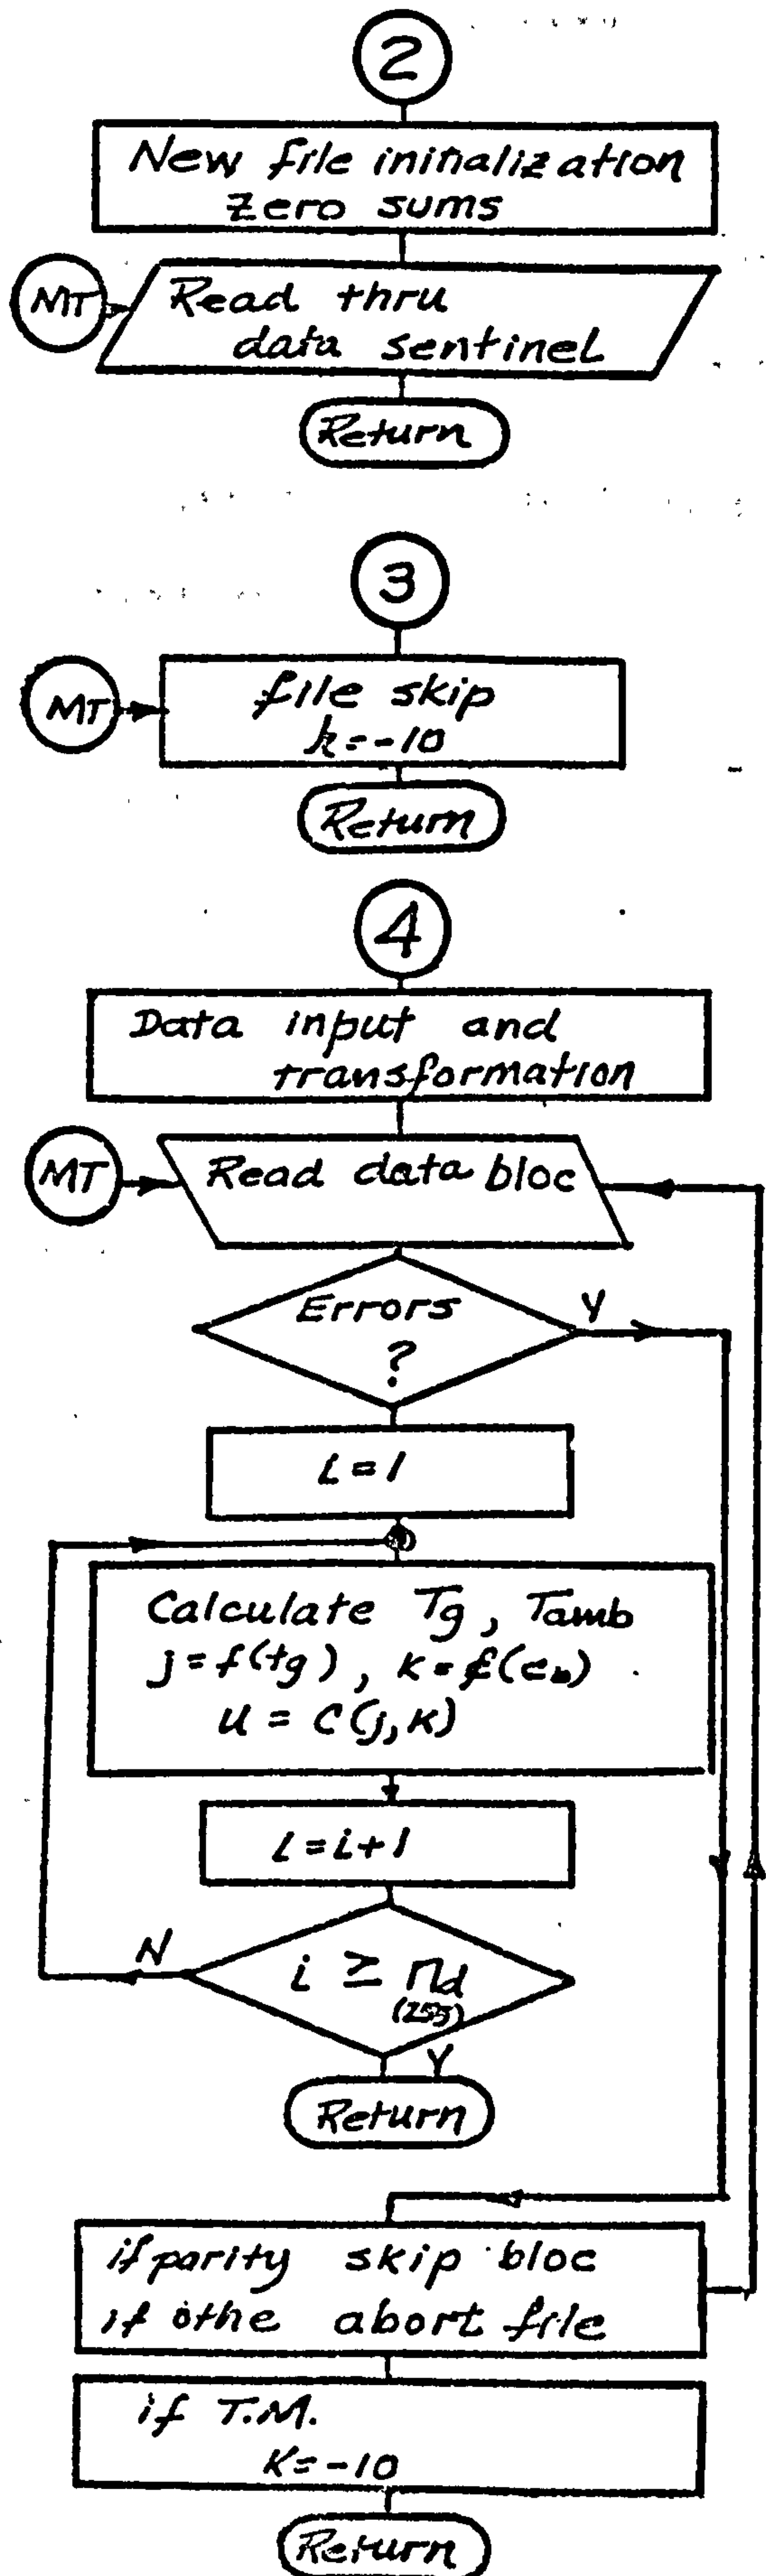 2
New file initialization
zero sums
MT
Read thru
data sentinel
Return
3
MT
file skip
k=-10
Return
4
Data input and
transformation
MT
Read data bloc
Errors
?
Y
i=1
Calculate Tg, Tamb
j=f(tg), k=f(eb)
u = c(j,k)
i=i+1
N
i ≥ nd
(255)
Y
Return
if parity skip bloc
if othe abort file
if T.M.
K=-10
Return